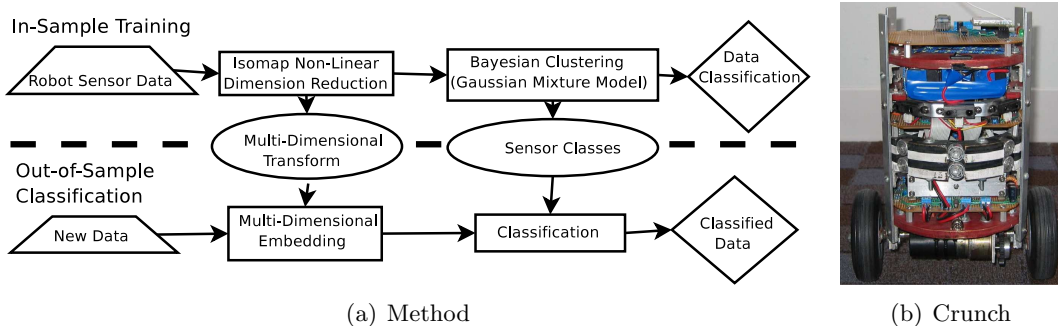 In-Sample Training
Robot Sensor Data
Isomap Non-Linear
Dimension Reduction
Bayesian Clustering
(Gaussian Mixture Model)
Data
Classification
Multi-Dimensional
Transform
Sensor Classes
Out-of-Sample
Classification
New Data
Multi-Dimensional
Embedding
Classification
Classified
Data
(a) Method
(b) Crunch